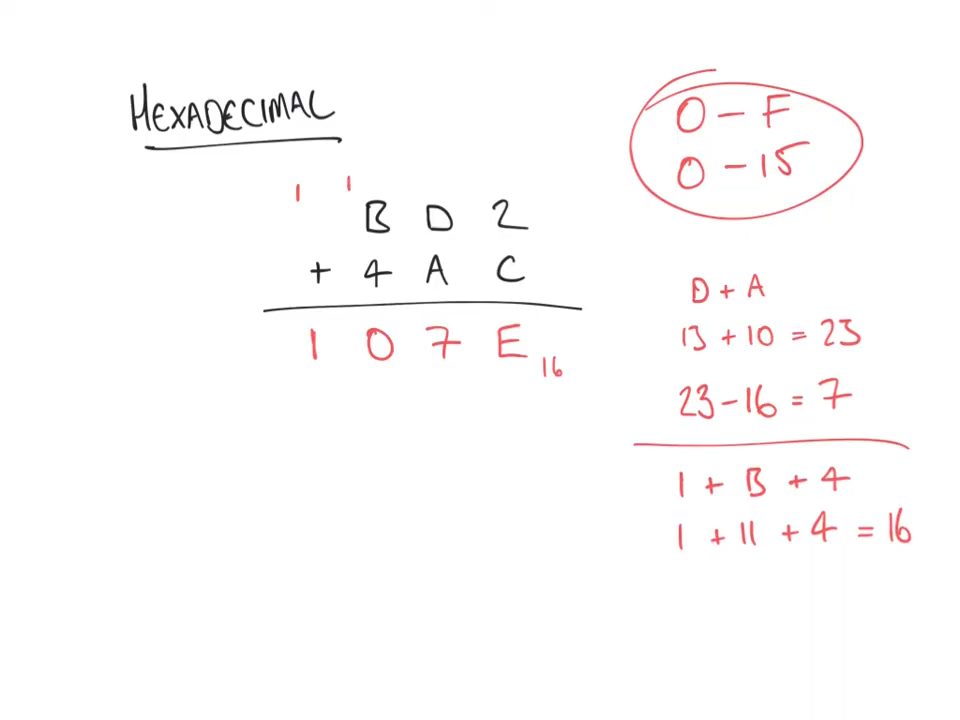 HEXADECIMAL
1 1
B D 2
+ 4 A C
1 0 7 E 16
0 - F
0 - 15
D + A
13 + 10 = 23
23 - 16 = 7
1 + B + 4
1 + 11 + 4 = 16